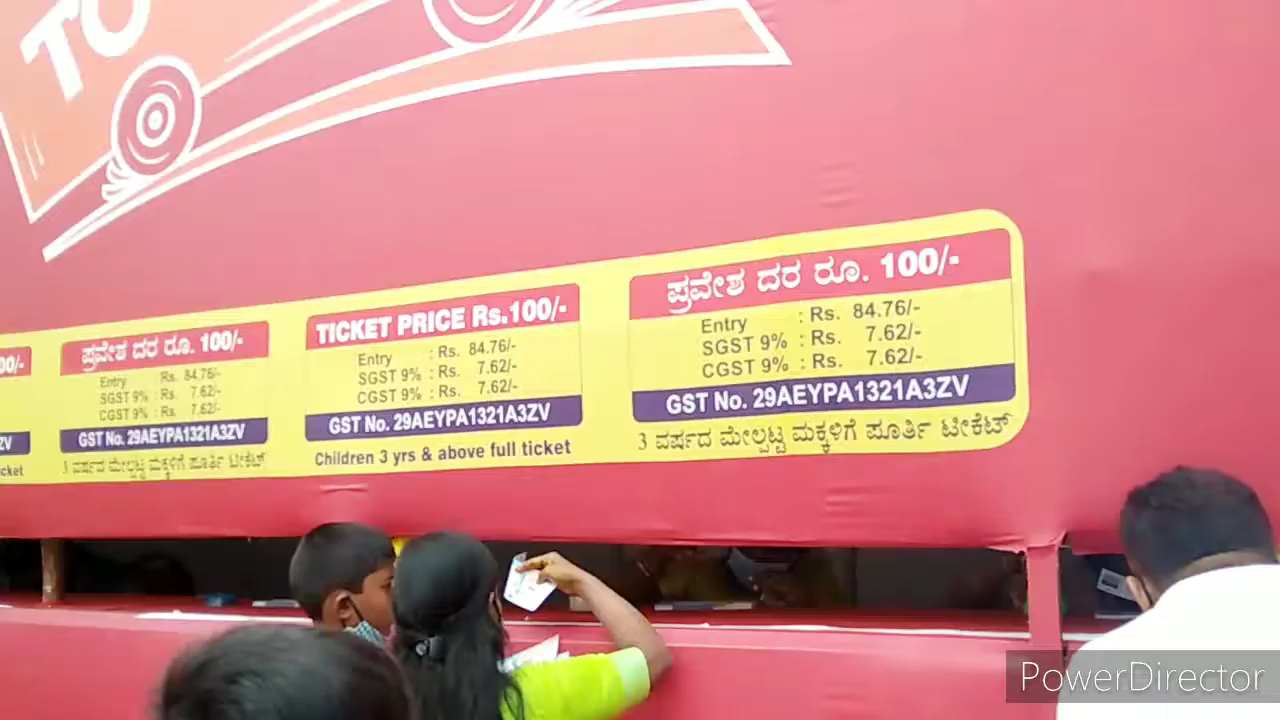 TO
00/-
ZV
cket
ಪ್ರವೇಶ ದರ ರೂ. 100/-
Entry : Rs. 84.76/-
SGST 9% : Rs. 7.62/-
CGST 9% : Rs. 7.62/-
GST No. 29AEYPA1321A3ZV
3 ವರ್ಷದ ಮೇಲ್ಪಟ್ಟ ಮಕ್ಕಳಿಗೆ ಪೂರ್ತಿ ಟೀಕೆಟ್
TICKET PRICE Rs.100/-
Entry : Rs. 84.76/-
SGST 9% : Rs. 7.62/-
CGST 9% : Rs. 7.62/-
GST No. 29AEYPA1321A3ZV
Children 3 yrs & above full ticket
ಪ್ರವೇಶ ದರ ರೂ. 100/-
Entry : Rs. 84.76/-
SGST 9% : Rs. 7.62/-
CGST 9% : Rs. 7.62/-
GST No. 29AEYPA1321A3ZV
3 ವರ್ಷದ ಮೇಲ್ಪಟ್ಟ ಮಕ್ಕಳಿಗೆ ಪೂರ್ತಿ ಟೀಕೆಟ್
PowerDirector